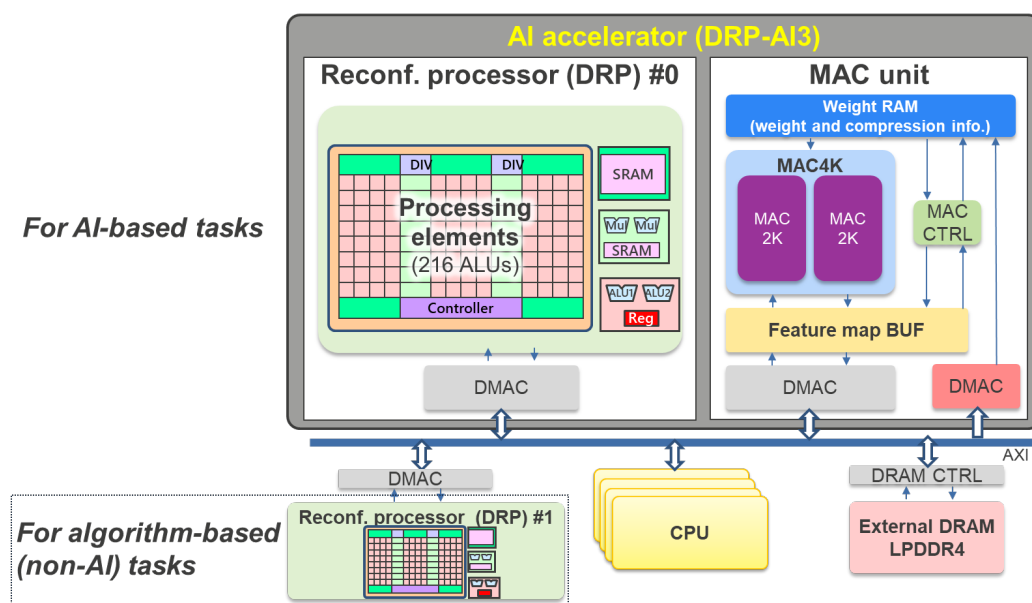 AI accelerator (DRP-AI3)
Reconf. processor (DRP) #0
MAC unit
Weight RAM
(weight and compression info.)
DIV
DIV
SRAM
MAC4K
Processing
elements
(216 ALUs)
For AI-based tasks
Mul
Mul
SRAM
MAC
2K
MAC
2K
MAC
CTRL
ALU1
ALU2
Reg
Controller
Feature map BUF
DMAC
DMAC
DMAC
AXI
DMAC
DRAM CTRL
For algorithm-based
(non-AI) tasks
Reconf. processor (DRP) #1
CPU
External DRAM
LPDDR4